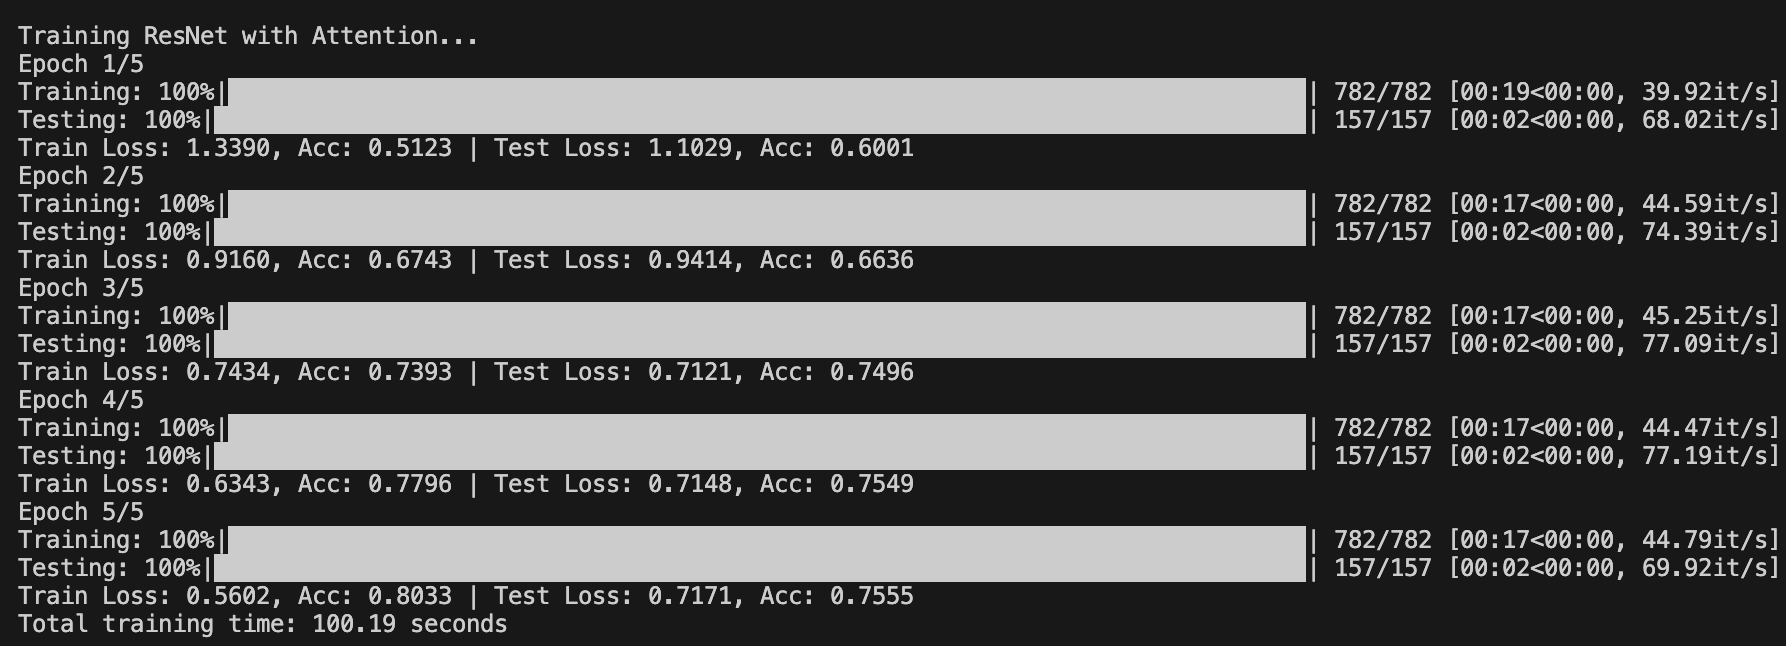 Training ResNet with Attention...
Epoch 1/5
Training: 100%| | 782/782 [00:19<00:00, 39.92it/s]
Testing: 100%| | 157/157 [00:02<00:00, 68.02it/s]
Train Loss: 1.3390, Acc: 0.5123 | Test Loss: 1.1029, Acc: 0.6001
Epoch 2/5
Training: 100%| | 782/782 [00:17<00:00, 44.59it/s]
Testing: 100%| | 157/157 [00:02<00:00, 74.39it/s]
Train Loss: 0.9160, Acc: 0.6743 | Test Loss: 0.9414, Acc: 0.6636
Epoch 3/5
Training: 100%| | 782/782 [00:17<00:00, 45.25it/s]
Testing: 100%| | 157/157 [00:02<00:00, 77.09it/s]
Train Loss: 0.7434, Acc: 0.7393 | Test Loss: 0.7121, Acc: 0.7496
Epoch 4/5
Training: 100%| | 782/782 [00:17<00:00, 44.47it/s]
Testing: 100%| | 157/157 [00:02<00:00, 77.19it/s]
Train Loss: 0.6343, Acc: 0.7796 | Test Loss: 0.7148, Acc: 0.7549
Epoch 5/5
Training: 100%| | 782/782 [00:17<00:00, 44.79it/s]
Testing: 100%| | 157/157 [00:02<00:00, 69.92it/s]
Train Loss: 0.5602, Acc: 0.8033 | Test Loss: 0.7171, Acc: 0.7555
Total training time: 100.19 seconds